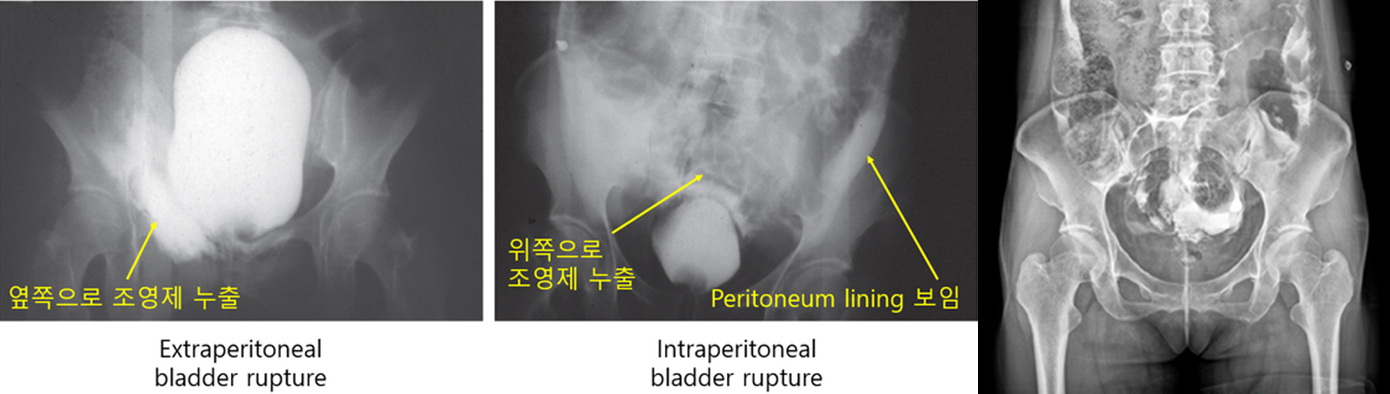 옆쪽으로 조영제 누출
Extraperitoneal
bladder rupture
위쪽으로
조영제 누출
Peritoneum lining 보임
Intraperitoneal
bladder rupture